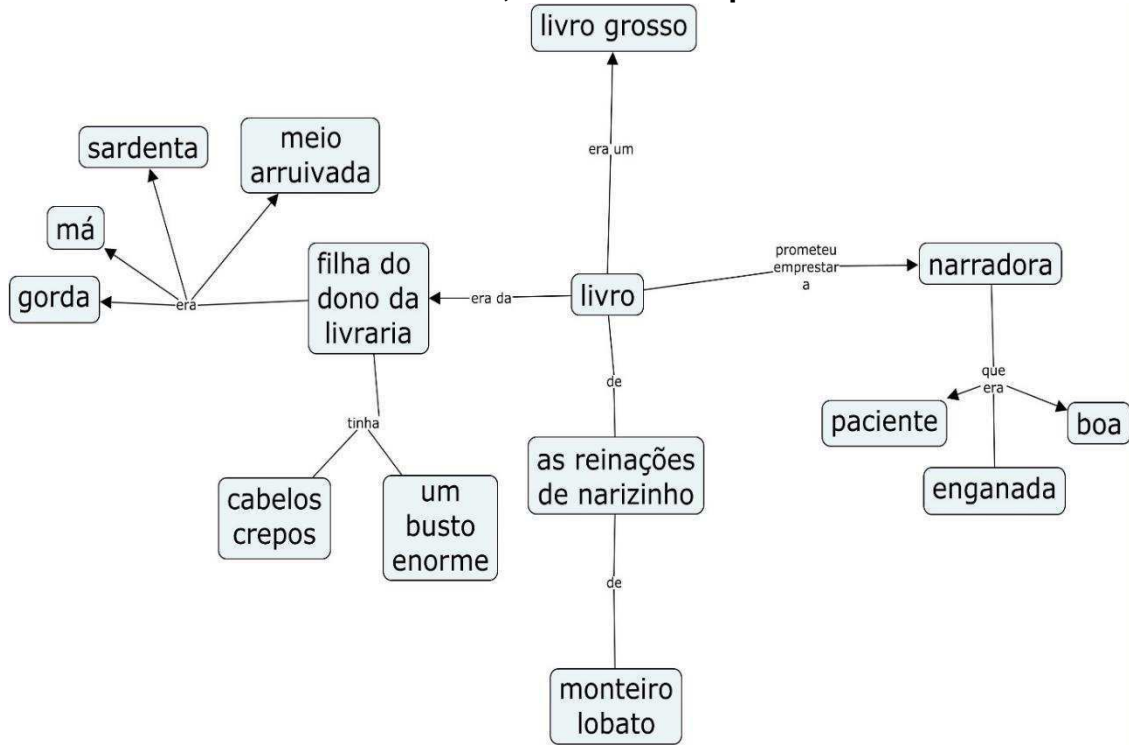 livro grosso
era um
sardenta
meio
arruivada
má
gorda
era
filha do
dono da
livraria
era da
livro
prometeu
emprestar
a
narradora
que
era
paciente
boa
enganada
tinha
cabelos
crepos
um
busto
enorme
de
as reinações
de narizinho
de
monteiro
lobato